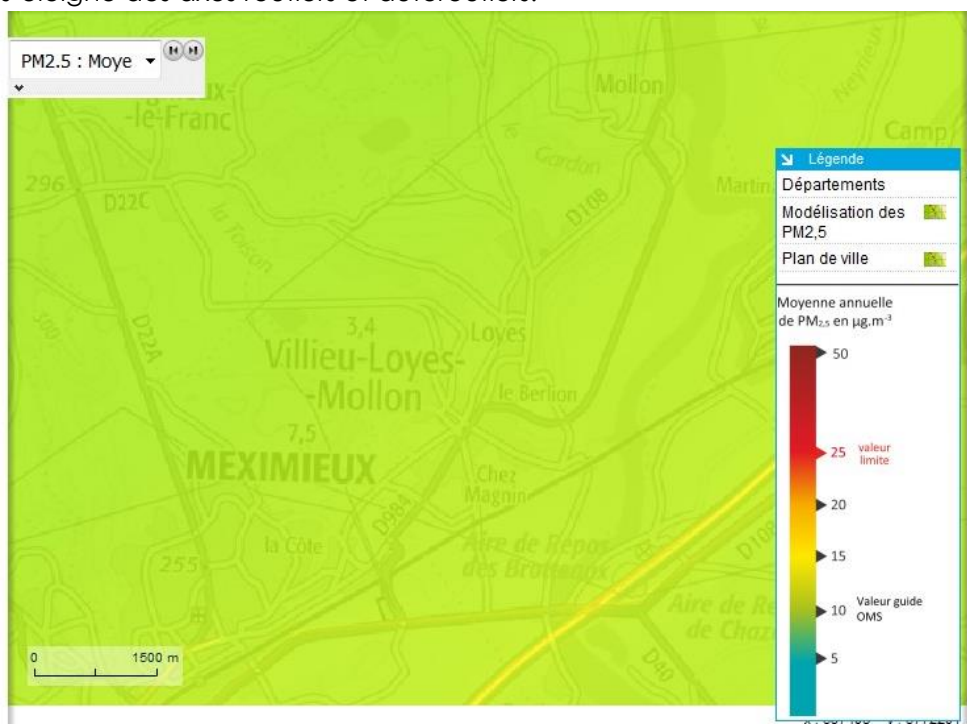 PM2.5 : Moye
-le-Franc
Mollon
Neyrieux
Camp
Gardon
296
D22C
D108
Martin
Légende
Départements
Modélisation des
PM2,5
Plan de ville
Moyenne annuelle
de PM2,5 en µg.m-3
50
25 valeur
limite
20
15
10 Valeur guide
OMS
5
300
D22A
3,4
Loyes
Villieu-Loyes-
-Mollon
le Berlion
7,5
MEXIMIEUX
Chez
Magnin
D984
la Côte
255
Aire de Repos
des Brotteaux
D108
Aire de Re
de Chaz
D40
0 1500 m